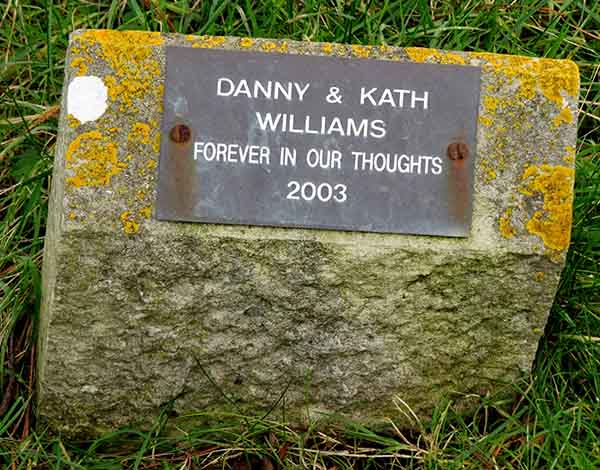 DANNY & KATH
WILLIAMS
FOREVER IN OUR THOUGHTS
2003